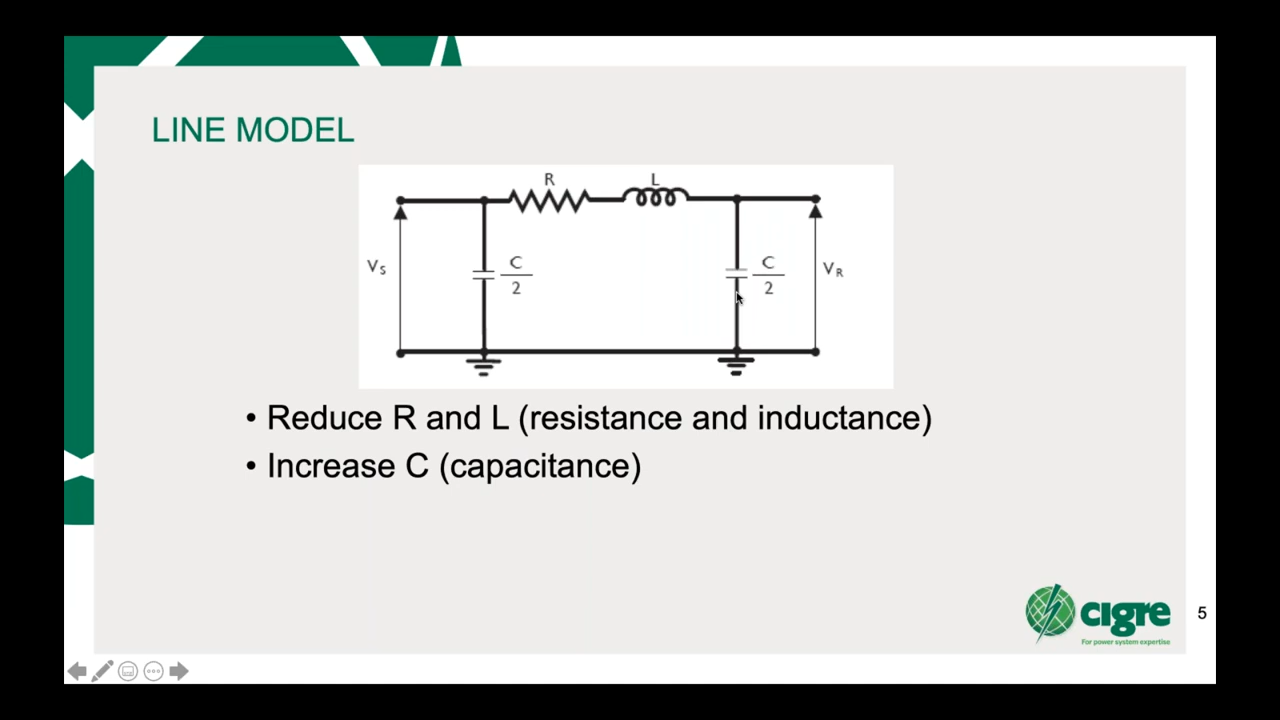 LINE MODEL
R
L
VS
C
2
C
2
VR
• Reduce R and L (resistance and inductance)
• Increase C (capacitance)
cigre
For power system expertise
5